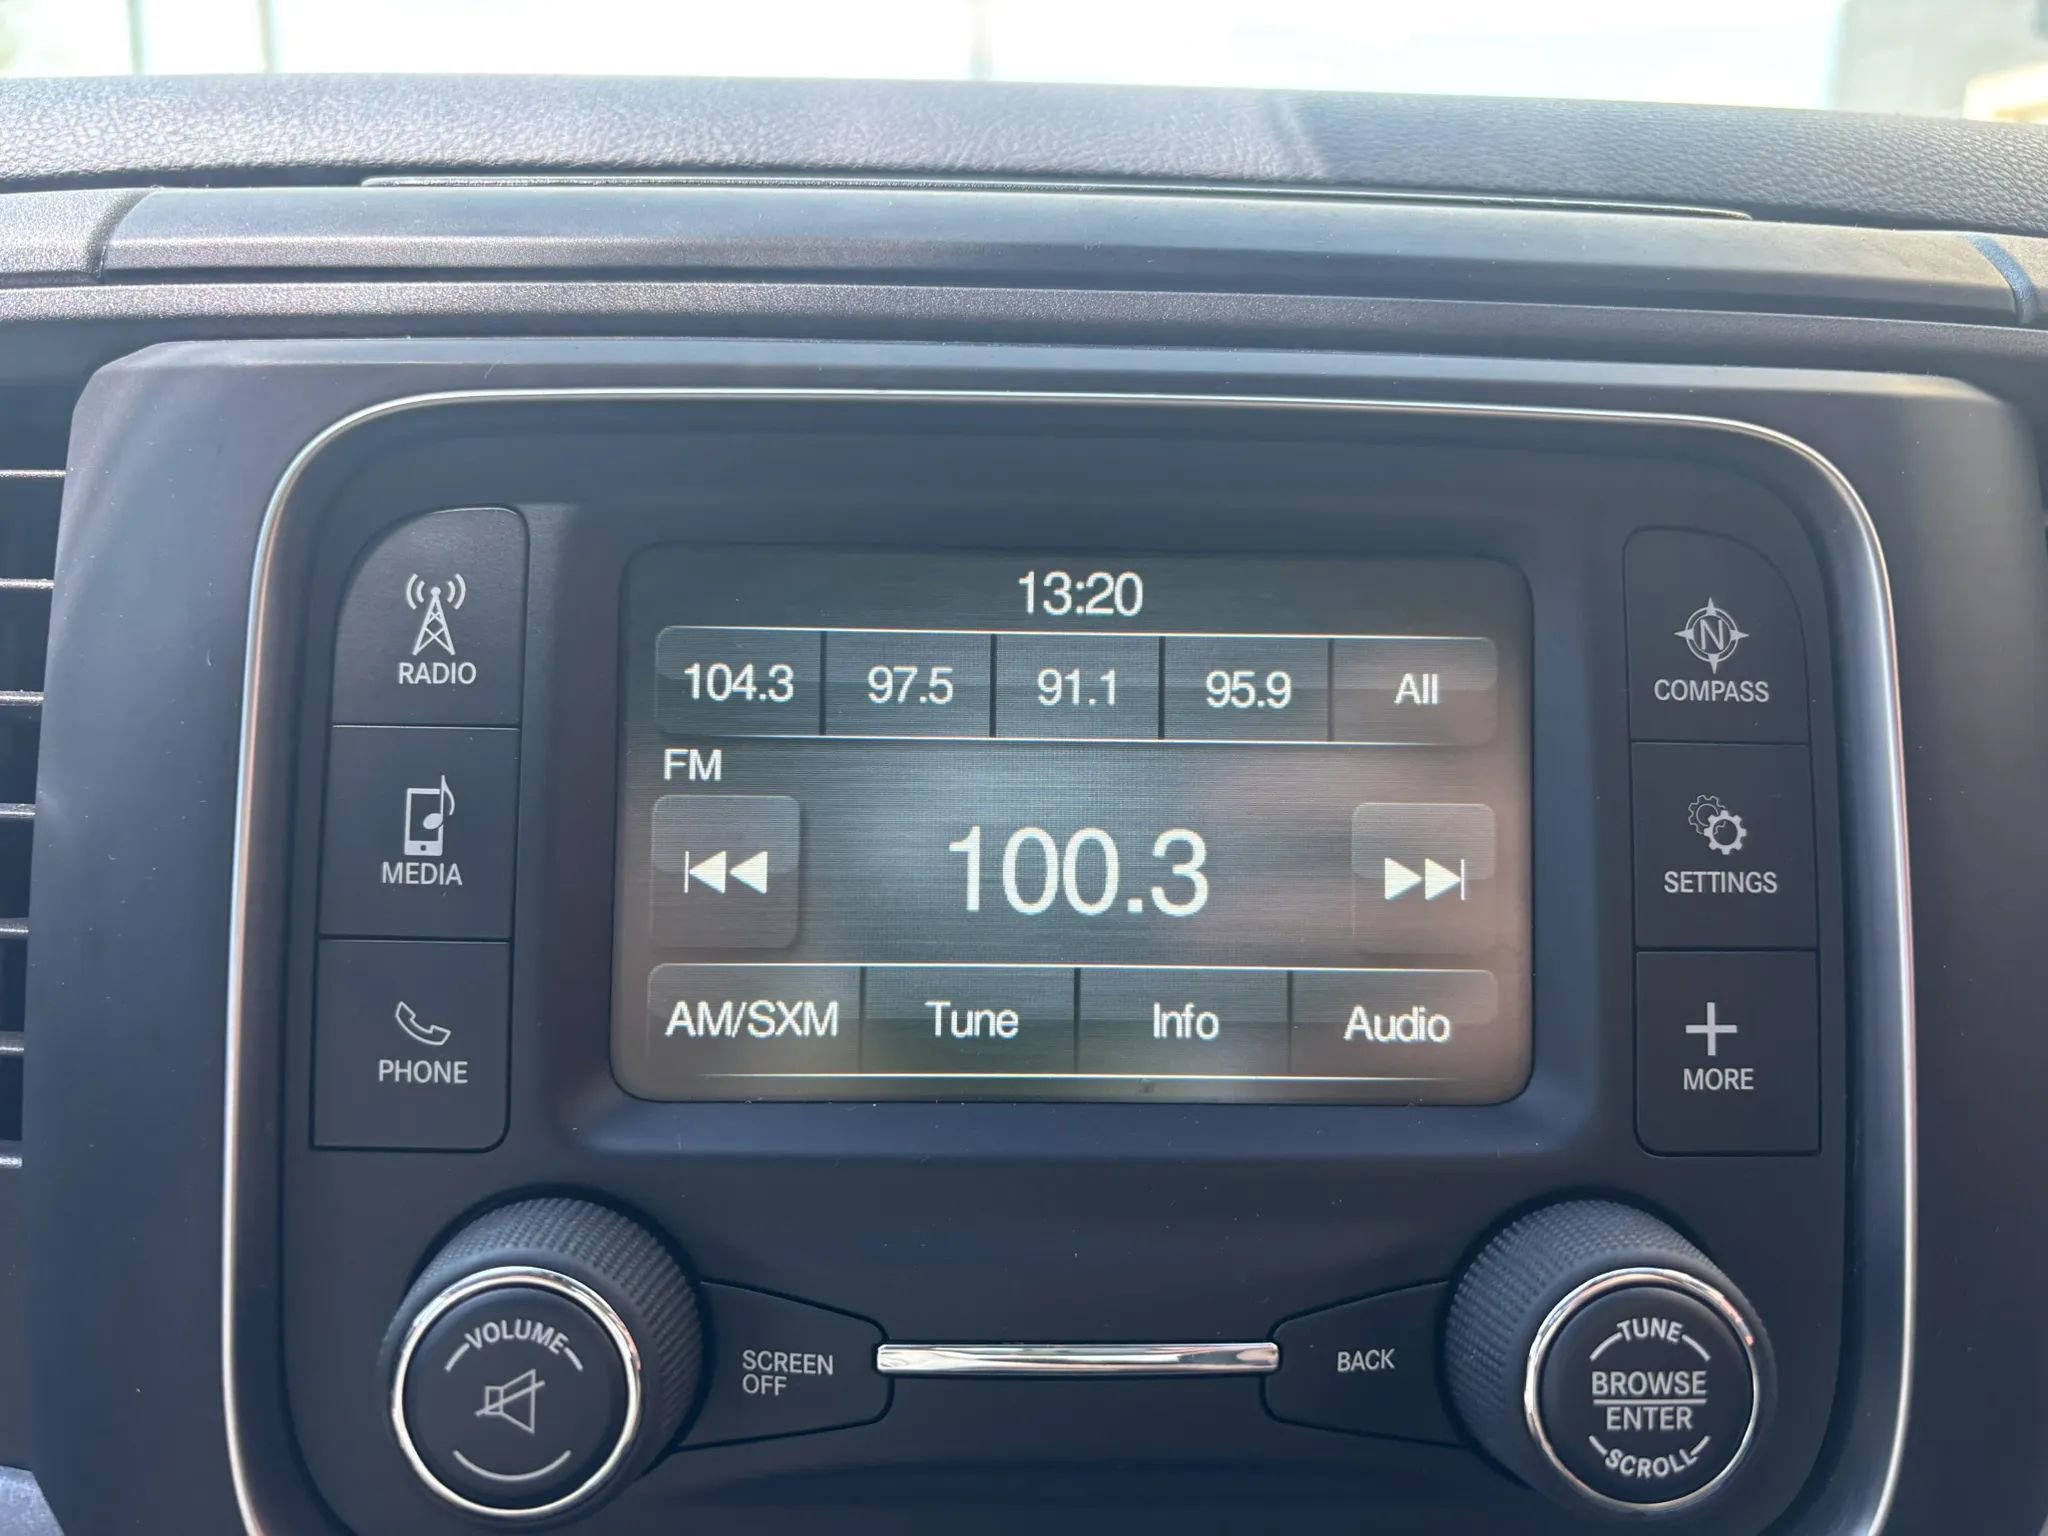 13:20
104.3 97.5 91.1 95.9 All
FM
100.3
AM/SXM Tune Info Audio
RADIO
MEDIA
PHONE
N
COMPASS
SETTINGS
MORE
VOLUME
SCREEN
OFF
BACK
TUNE
BROWSE
ENTER
SCROLL